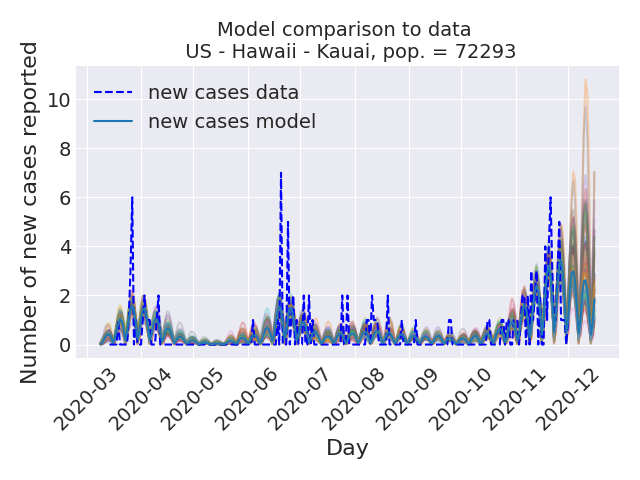 Model comparison to data
US - Hawaii - Kauai, pop. = 72293
Number of new cases reported
10
8
6
4
2
0
new cases data
new cases model
2020-03
2020-04
2020-05
2020-06
2020-07
2020-08
2020-09
2020-10
2020-11
2020-12
Day